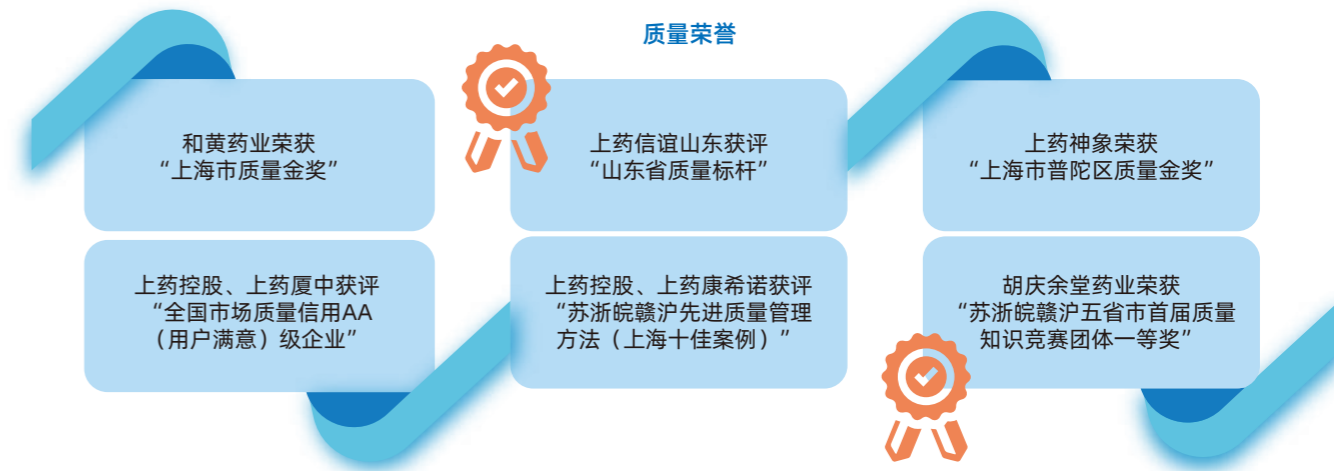 质量荣誉
和黄药业荣获
“上海市质量金奖”
上药信谊山东获评
“山东省质量标杆”
上药神象荣获
“上海市普陀区质量金奖”
上药控股、上药厦中获评
“全国市场质量信用AA
（用户满意）级企业”
上药控股、上药康希诺获评
“苏浙皖赣沪先进质量管理
方法（上海十佳案例）”
胡庆余堂药业荣获
“苏浙皖赣沪五省市首届质量
知识竞赛团体一等奖”